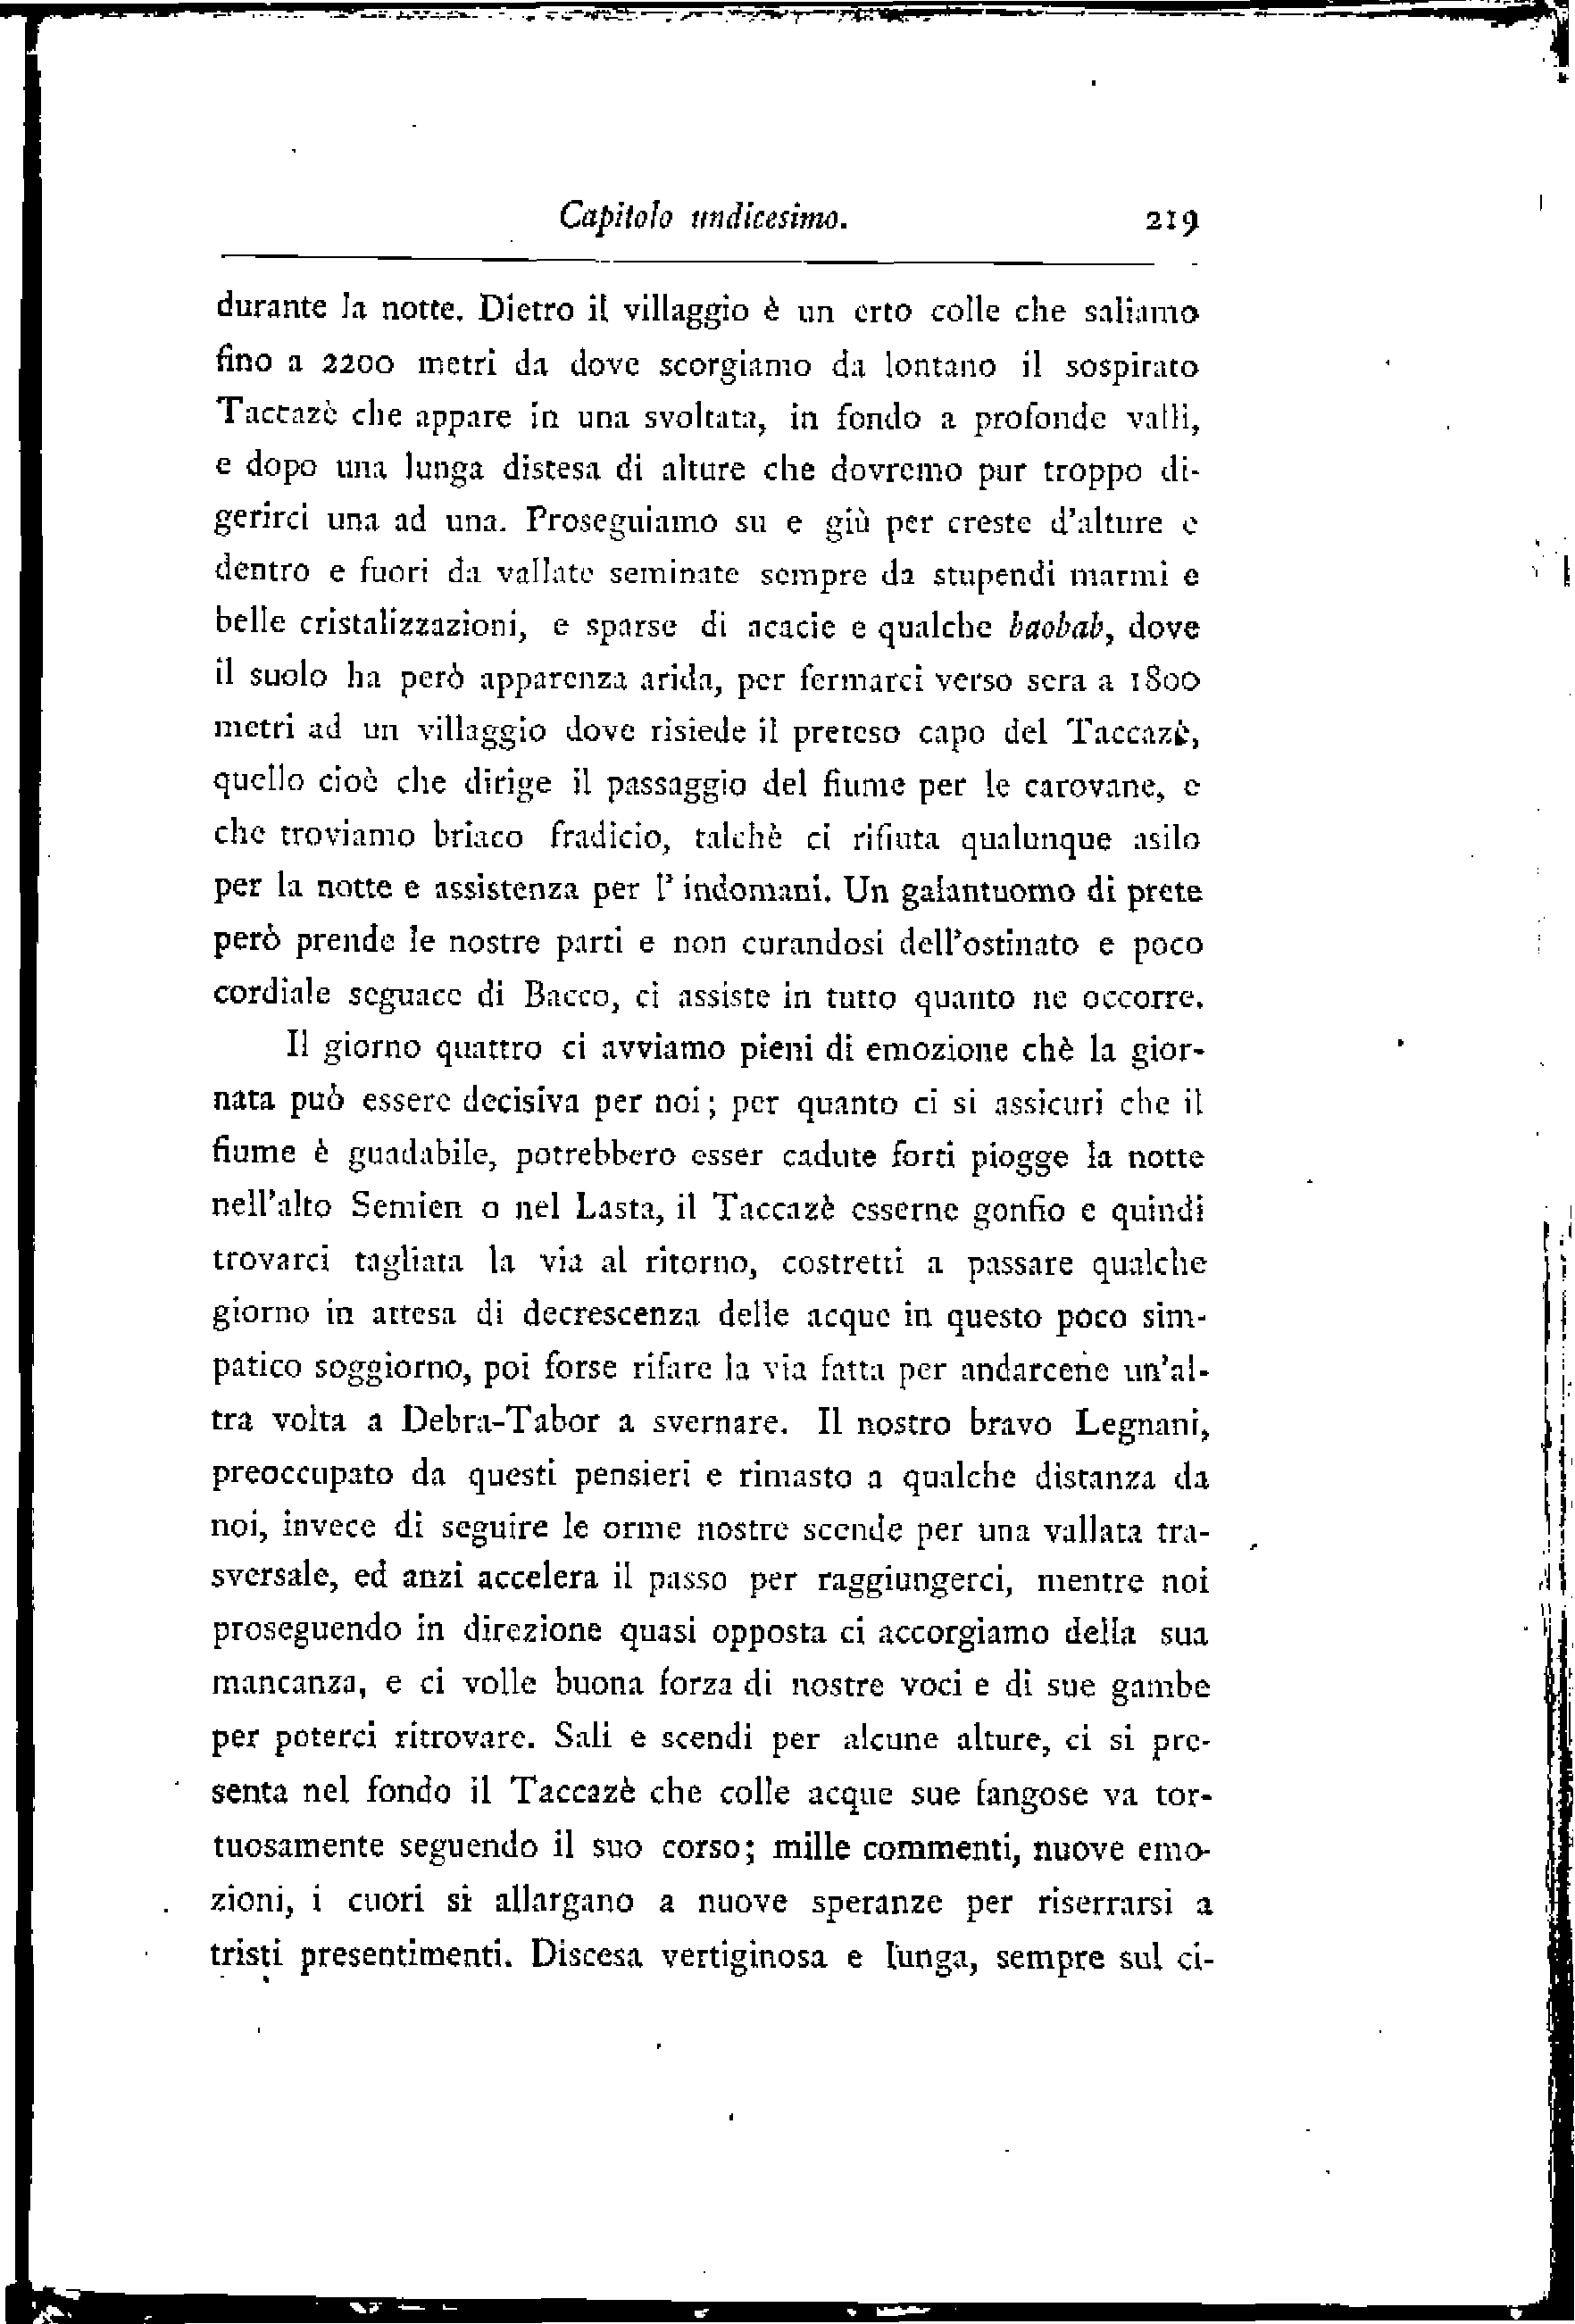 Capitolo undicesimo. 219
durante la notte. Dietro il villaggio è un erto colle che saliamo
fino a 2200 metri da dove scorgiamo da lontano il sospirato
Taccazè che appare in una svoltata, in fondo a profonde valli,
e dopo una lunga distesa di alture che dovremo pur troppo di-
gerirci una ad una. Proseguiamo su e giù per creste d'alture e
dentro e fuori da vallate seminate sempre da stupendi marmi e
belle cristalizzazioni, e sparse di acacie e qualche baobab, dove
il suolo ha però apparenza arida, per fermarci verso sera a 1800
metri ad un villaggio dove risiede il preteso capo del Taccazè,
quello cioè che dirige il passaggio del fiume per le carovane, e
che troviamo briaco fradicio, talchè ci rifiuta qualunque asilo
per la notte e assistenza per l' indomani. Un galantuomo di prete
però prende le nostre parti e non curandosi dell'ostinato e poco
cordiale seguace di Bacco, ci assiste in tutto quanto ne occorre.
Il giorno quattro ci avviamo pieni di emozione chè la gior-
nata può essere decisiva per noi; per quanto ci si assicuri che il
fiume è guadabile, potrebbero esser cadute forti piogge la notte
nell'alto Semien o nel Lasta, il Taccazè esserne gonfio e quindi
trovarci tagliata la via al ritorno, costretti a passare qualche
giorno in attesa di decrescenza delle acque in questo poco sim-
patico soggiorno, poi forse rifare la via fatta per andarcene un'al-
tra volta a Debra-Tabor a svernare. Il nostro bravo Legnani,
preoccupato da questi pensieri e rimasto a qualche distanza da
noi, invece di seguire le orme nostre scende per una vallata tra-
sversale, ed anzi accelera il passo per raggiungerci, mentre noi
proseguendo in direzione quasi opposta ci accorgiamo della sua
mancanza, e ci volle buona forza di nostre voci e di sue gambe
per poterci ritrovare. Sali e scendi per alcune alture, ci si pre-
senta nel fondo il Taccazè che colle acque sue fangose va tor-
tuosamente seguendo il suo corso; mille commenti, nuove emo-
zioni, i cuori si allargano a nuove speranze per riserrarsi a
tristi presentimenti. Discesa vertiginosa e lunga, sempre sul ci-